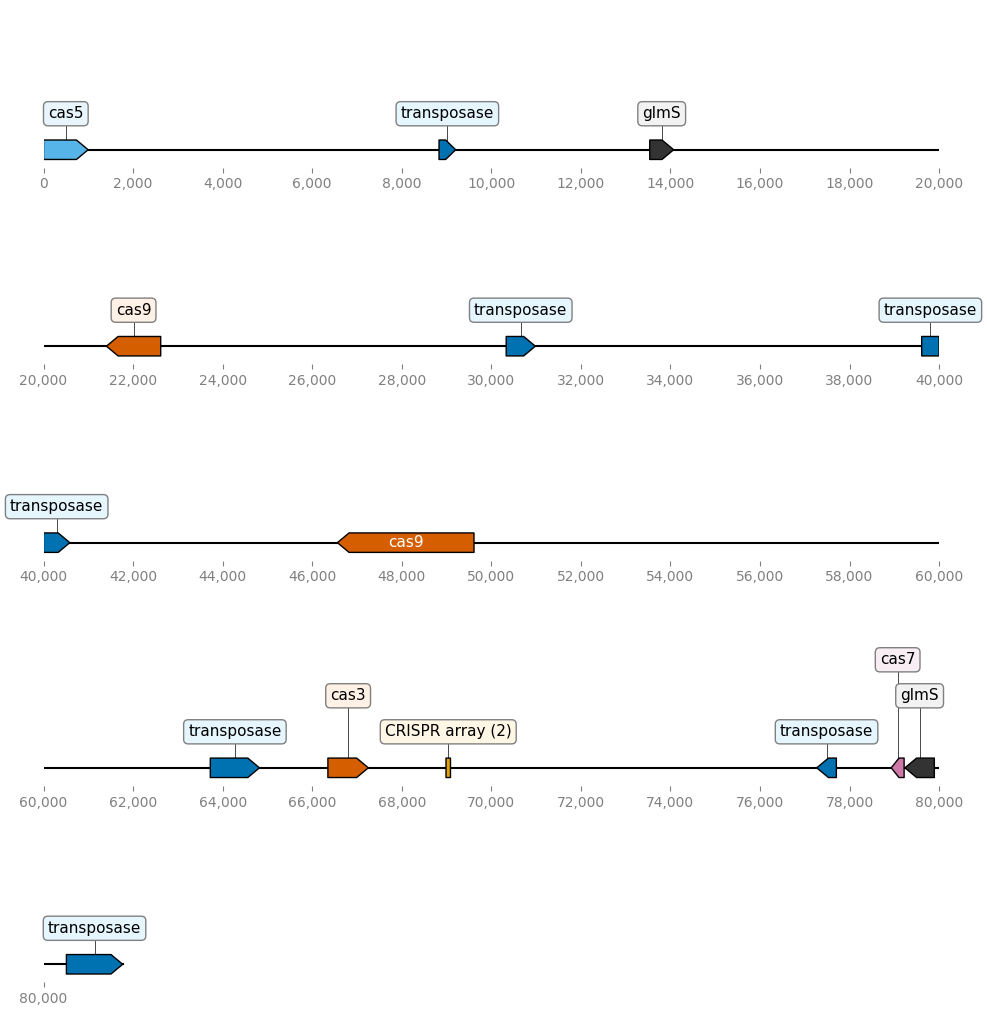 cas5 transposase glmS
0 2,000 4,000 6,000 8,000 10,000 12,000 14,000 16,000 18,000 20,000
cas9 transposase transposase
20,000 22,000 24,000 26,000 28,000 30,000 32,000 34,000 36,000 38,000 40,000
transposase
cas9
40,000 42,000 44,000 46,000 48,000 50,000 52,000 54,000 56,000 58,000 60,000
cas7
cas3 glmS
transposase CRISPR array (2) transposase
60,000 62,000 64,000 66,000 68,000 70,000 72,000 74,000 76,000 78,000 80,000
transposase
80,000